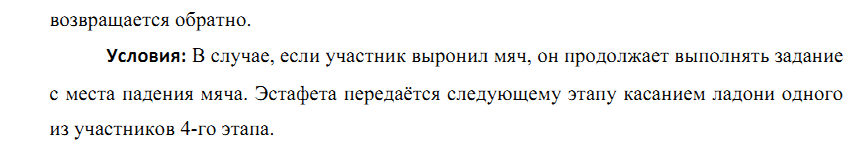 возвращается обратно.
Условия: В случае, если участник выронил мяч, он продолжает выполнять задание
с места падения мяча. Эстафета передаётся следующему этапу касанием ладони одного
из участников 4-го этапа.